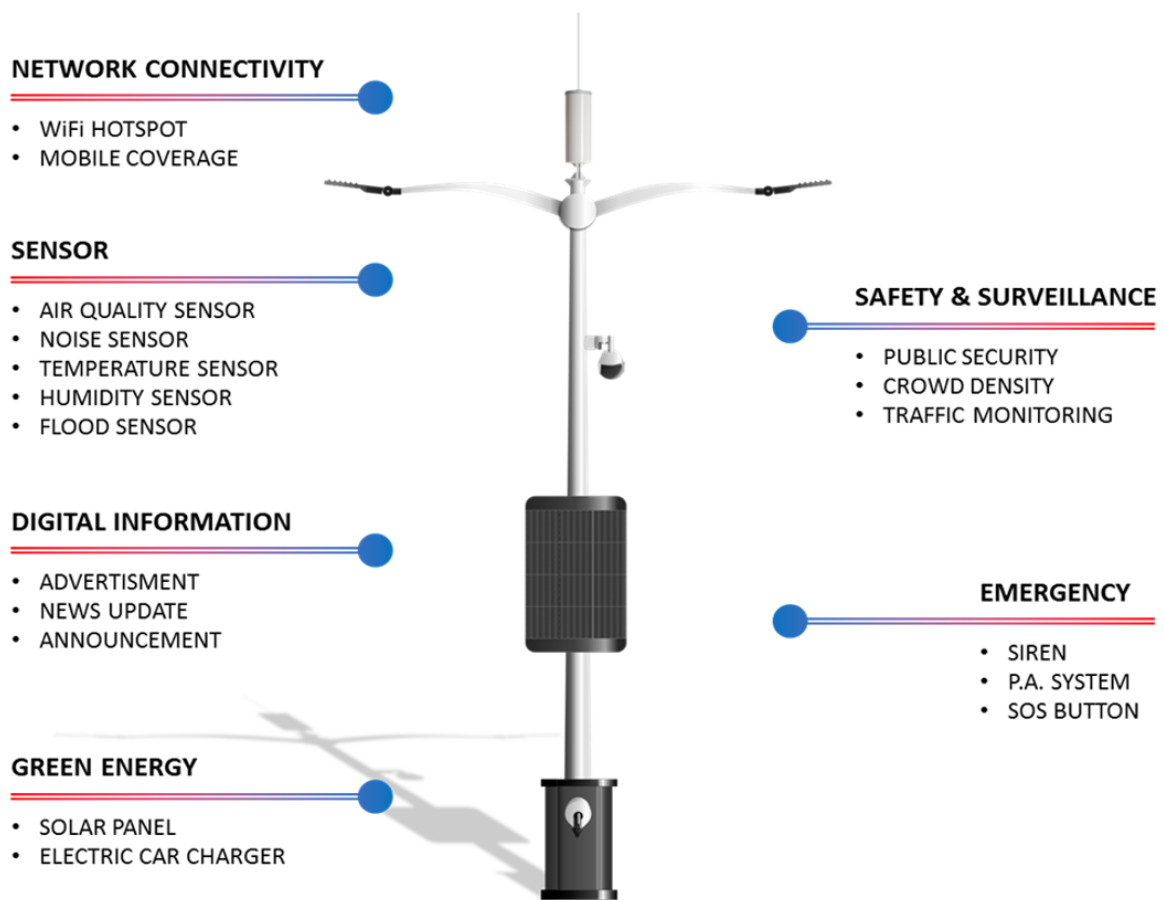 NETWORK CONNECTIVITY
• WiFi HOTSPOT
• MOBILE COVERAGE
SENSOR
• AIR QUALITY SENSOR
• NOISE SENSOR
• TEMPERATURE SENSOR
• HUMIDITY SENSOR
• FLOOD SENSOR
DIGITAL INFORMATION
• ADVERTISMENT
• NEWS UPDATE
• ANNOUNCEMENT
GREEN ENERGY
• SOLAR PANEL
• ELECTRIC CAR CHARGER
SAFETY & SURVEILLANCE
• PUBLIC SECURITY
• CROWD DENSITY
• TRAFFIC MONITORING
EMERGENCY
• SIREN
• P.A. SYSTEM
• SOS BUTTON